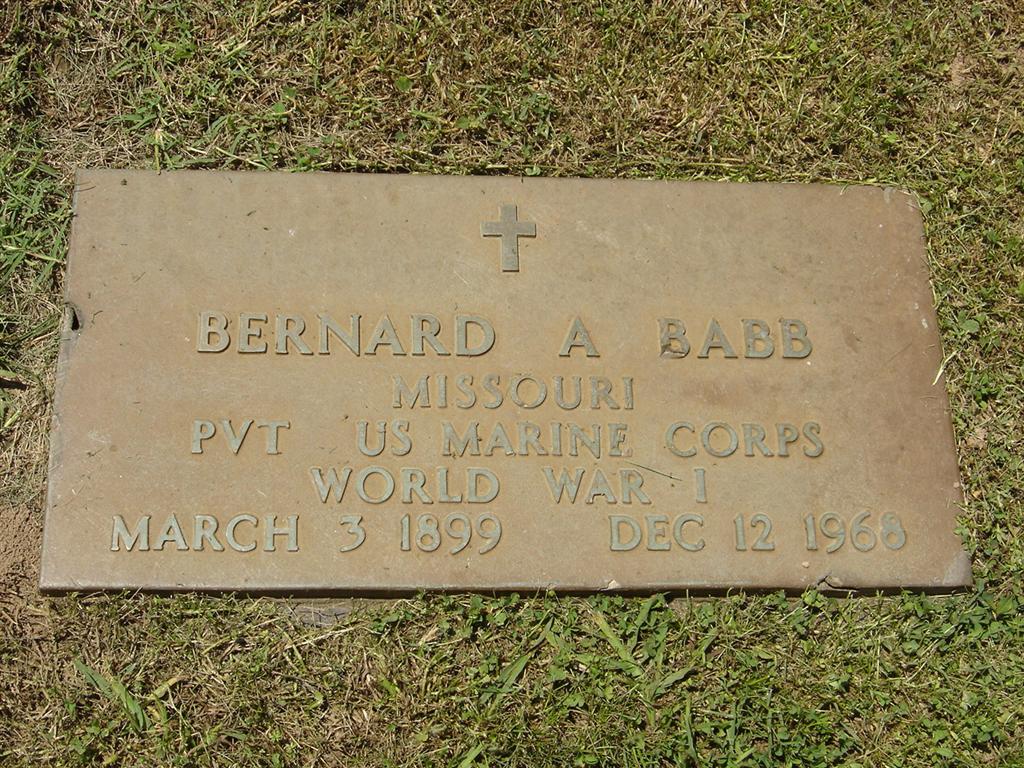 BERNARD A BABB
MISSOURI
PVT US MARINE CORPS
WORLD WAR I
MARCH 3 1899 DEC 12 1968